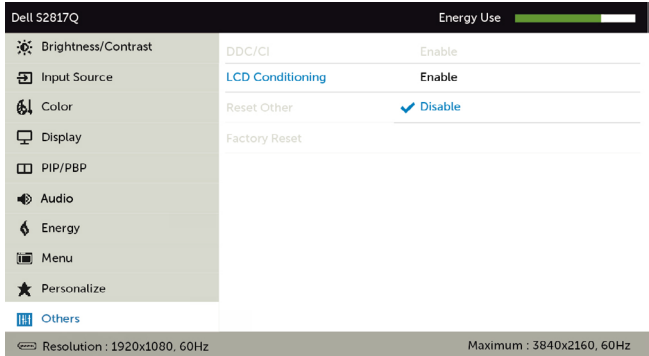 Dell S2817Q Energy Use
Brightness/Contrast
DDC/CI Enable
Input Source
LCD Conditioning Enable
Color
Reset Other Disable
Display
Factory Reset
PIP/PBP
Audio
Energy
Menu
Personalize
Others
Resolution : 1920x1080, 60Hz Maximum : 3840x2160, 60Hz